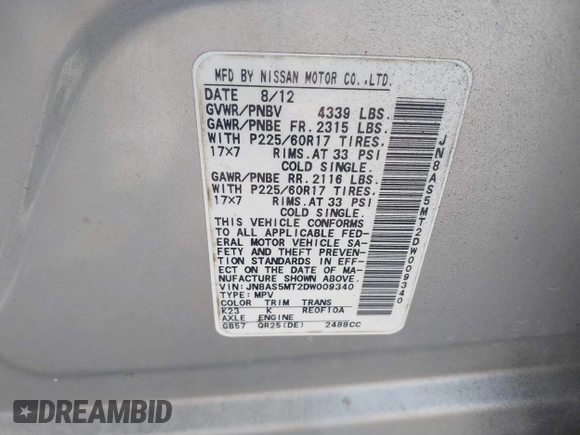 MFD BY NISSAN MOTOR CO.,LTD.
DATE 8/12
GVWR/PNBV 4339 LBS.
GAWR/PNBE FR. 2315 LBS.
WITH P225/60R17 TIRES.
17×7 RIMS. AT 33 PSI
COLD SINGLE.
GAWR/PNBE RR. 2116 LBS.
WITH P225/60R17 TIRES.
17×7 RIMS. AT 33 PSI
COLD SINGLE.
THIS VEHICLE CONFORMS
TO ALL APPLICABLE FED-
ERAL MOTOR VEHICLE SA-
FETY AND THEFT PREVEN-
TION STANDARDS IN EFF-
ECT ON THE DATE OF MA-
NUFACTURE SHOWN ABOVE.
VIN: JN8AS5MT2DW009340
TYPE: MPV
COLOR TRIM TRANS
K23 K RE0F10A
AXLE ENGINE
GB57 QR25(DE) 2488CC
JN8AS5MT2DW009340
DREAMBID